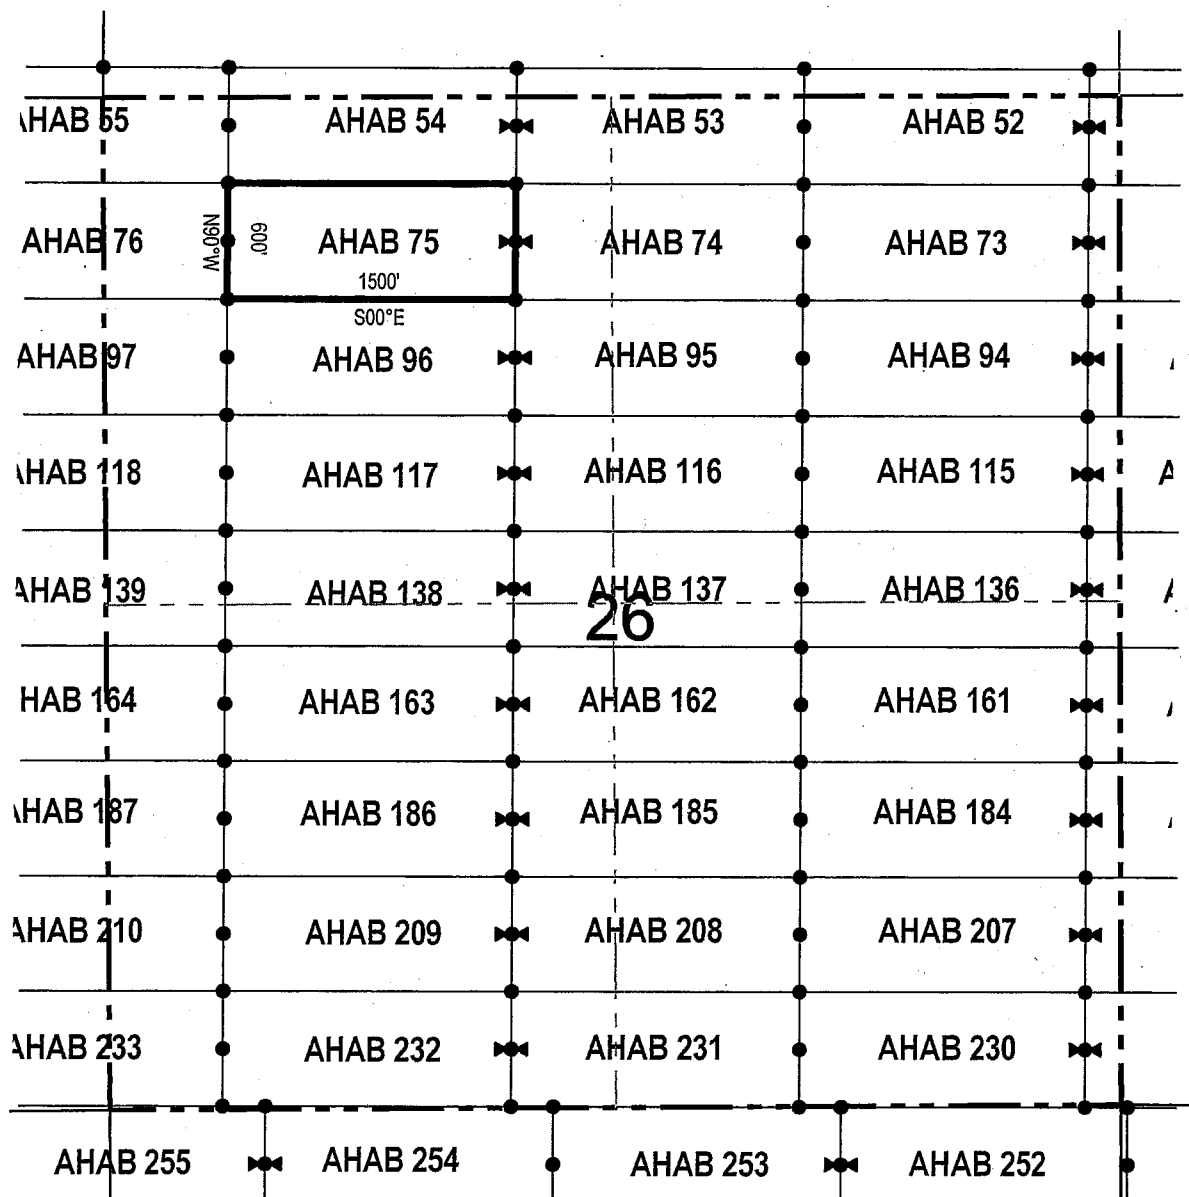 AHAB 55 AHAB 54 AHAB 53 AHAB 52
AHAB 76 N90°W 600' AHAB 75 AHAB 74 AHAB 73
1500'
S00°E
AHAB 97 AHAB 96 AHAB 95 AHAB 94
AHAB 118 AHAB 117 AHAB 116 AHAB 115 A
AHAB 139 AHAB 138 AHAB 137 AHAB 136
26
HAB 164 AHAB 163 AHAB 162 AHAB 161
AHAB 187 AHAB 186 AHAB 185 AHAB 184
AHAB 210 AHAB 209 AHAB 208 AHAB 207
AHAB 233 AHAB 232 AHAB 231 AHAB 230
AHAB 255 AHAB 254 AHAB 253 AHAB 252